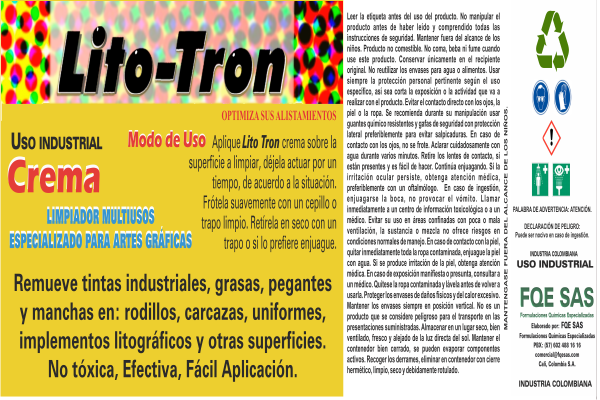 Lito-Tron
OPTIMIZA SUS ALISTAMIENTOS
USO INDUSTRIAL
Crema
LIMPIADOR MULTIUSOS
ESPECIALIZADO PARA ARTES GRÁFICAS
Modo de Uso Aplique Lito Tron crema sobre la
superficie a limpiar, déjela actuar por un
tiempo, de acuerdo a la situación.
Frótela suavemente con un cepillo o
trapo limpio. Retírela en seco con un
trapo o si lo prefiere enjuague.
Remueve tintas industriales, grasas, pegantes
y manchas en: rodillos, carcazas, uniformes,
implementos litográficos y otras superficies.
No tóxica, Efectiva, Fácil Aplicación.
Leer la etiqueta antes del uso del producto. No manipular el
producto antes de haber leído y comprendido todas las
instrucciones de seguridad. Mantener fuera del alcance de los
niños. Producto no comestible. No coma, beba ni fume cuando
use este producto. Conservar únicamente en el recipiente
original. No reutilizar los envases para agua o alimentos. Usar
siempre la protección personal pertinente según el uso
específico, así sea corta la exposición o la actividad que va a
realizar con el producto. Evitar el contacto directo con los ojos, la
piel o la ropa. Se recomienda durante su manipulación usar
guantes químico resistentes y gafas de seguridad con protección
lateral preferiblemente para evitar salpicaduras. En caso de
contacto con los ojos, no se frote. Aclarar cuidadosamente con
agua durante varios minutos. Retire los lentes de contacto, si
están presentes y es fácil de hacer. Continúa enjuagando. Si la
irritación ocular persiste, obtenga atención médica,
preferiblemente con un oftalmólogo. En caso de ingestión,
enjuagarse la boca, no provocar el vómito. Llamar
inmediatamente a un centro de información toxicológica o a un
médico. Evitar su uso en áreas confinadas con poca o mala
ventilación, la sustancia o mezcla no ofrece riesgos en
condiciones normales de manejo. En caso de contacto con la piel,
quitar inmediatamente toda la ropa contaminada, enjuague la piel
con agua. Si se produce irritación de la piel, obtenga atención
médica. En caso de exposición manifiesta o presunta, consultar a
un médico. Quítese la ropa contaminada y lávela antes de volver a
usarla. Proteger los envases de daños físicos y del calor excesivo.
Mantener los envases siempre en posición vertical. No es un
producto que se considere peligroso para el transporte en las
presentaciones suministradas. Almacenar en un lugar seco, bien
ventilado, fresco y alejado de la luz directa del sol. Mantener el
contenedor bien cerrado, se pueden evaporar componentes
activos. Recoger los derrames, eliminar en contenedor con cierre
hermético, limpio, seco y debidamente rotulado.
MANTENGASE FUERA DEL ALCANCE DE LOS NIÑOS.
PALABRA DE ADVERTENCIA: ATENCIÓN.
DECLARACIÓN DE PELIGRO:
Puede ser nocivo en caso de ingestión.
INDUSTRIA COLOMBIANA
USO INDUSTRIAL
FQE SAS
Formulaciones Químicas Especializadas
Elaborado por: FQE SAS
Formulaciones Químicas Especializadas
PBX: (57) 602 488 16 16
comercial@fqesas.com
Cali, Colombia S.A.
INDUSTRIA COLOMBIANA